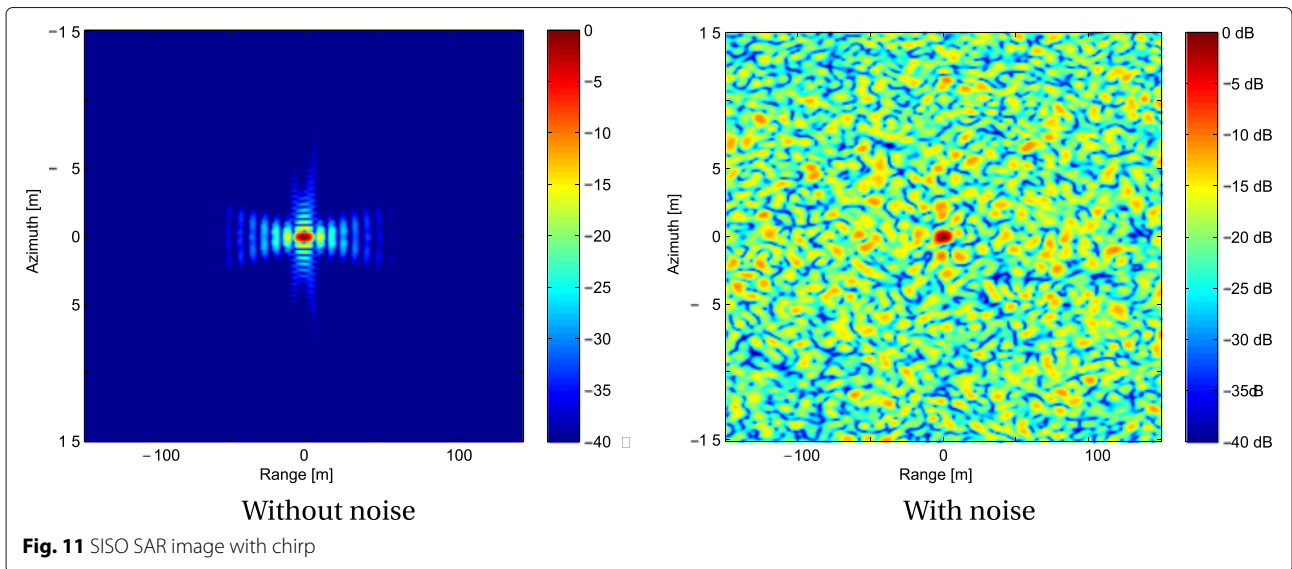 −1 5
5
0
5
1 5
Azimuth [m]
−100
0
100
Range [m]
0
−5
−10
−15
−20
−25
−30
−35
−40
Without noise
1 5
5
0
5
−1 5
Azimuth [m]
−100
0
100
Range [m]
0 dB
−5 dB
−10 dB
−15 dB
−20 dB
−25 dB
−30 dB
−35dB
−40 dB
With noise
Fig. 11 SISO SAR image with chirp